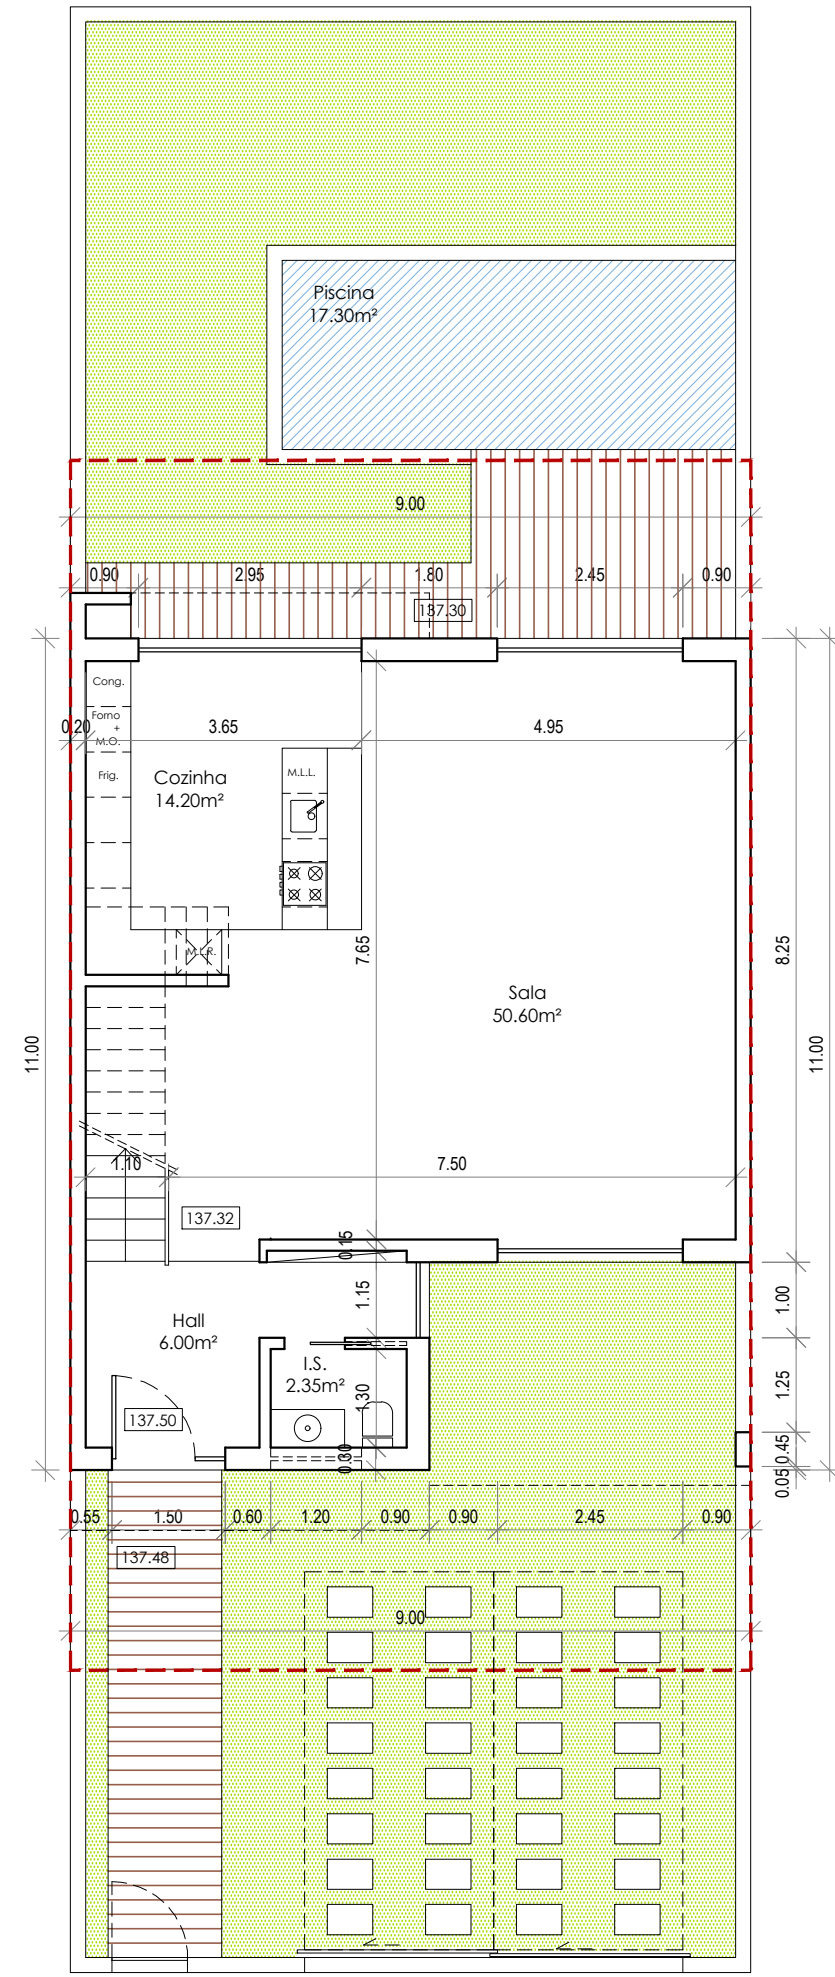 Piscina
17.30m²
9.00
0.90
2.95
1.80
2.45
0.90
137.30
Cong.
Forno
+
M.O.
0.20
3.65
4.95
Frig.
Cozinha
14.20m²
M.L.L.
M.L.R.
7.65
8.25
Sala
50.60m²
11.00
11.00
1.10
7.50
137.32
0.15
1.15
1.00
Hall
6.00m²
I.S.
2.35m²
1.30
1.25
137.50
0.30
0.45
0.05
0.55
1.50
0.60
1.20
0.90
0.90
2.45
0.90
137.48
9.00